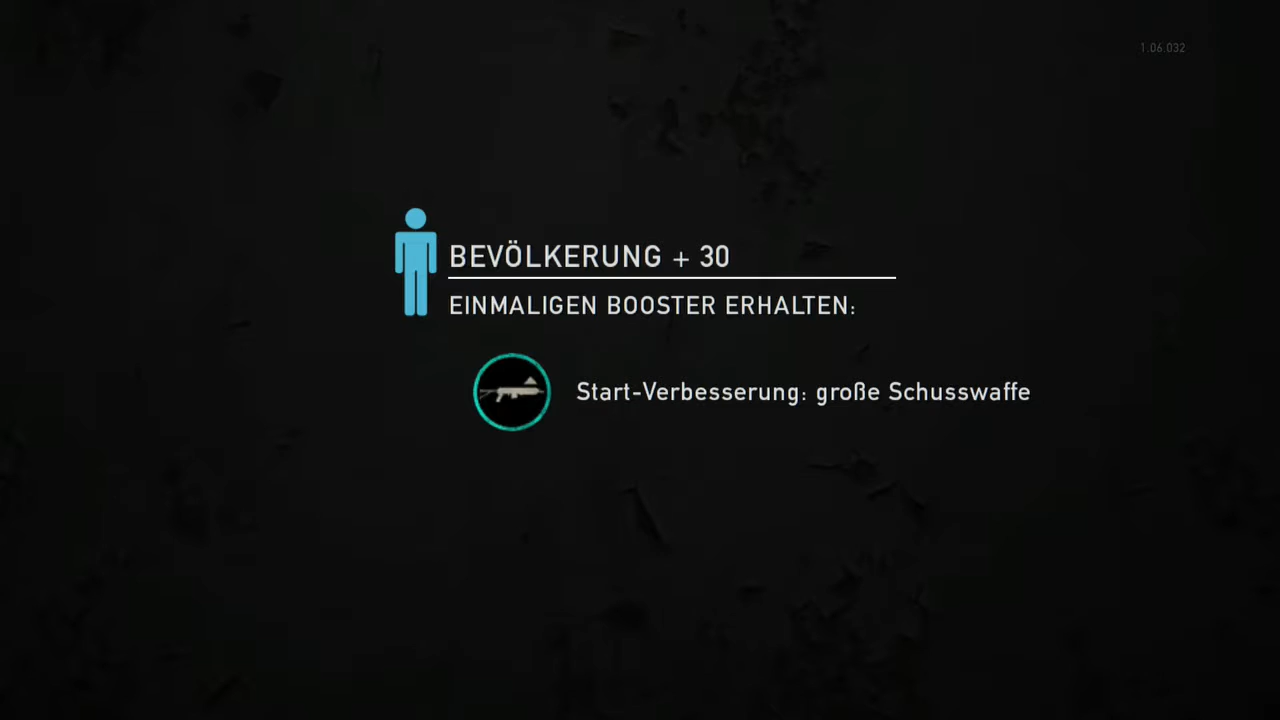 1.06.032
BEVÖLKERUNG + 30
EINMALIGEN BOOSTER ERHALTEN:
Start-Verbesserung: große Schusswaffe